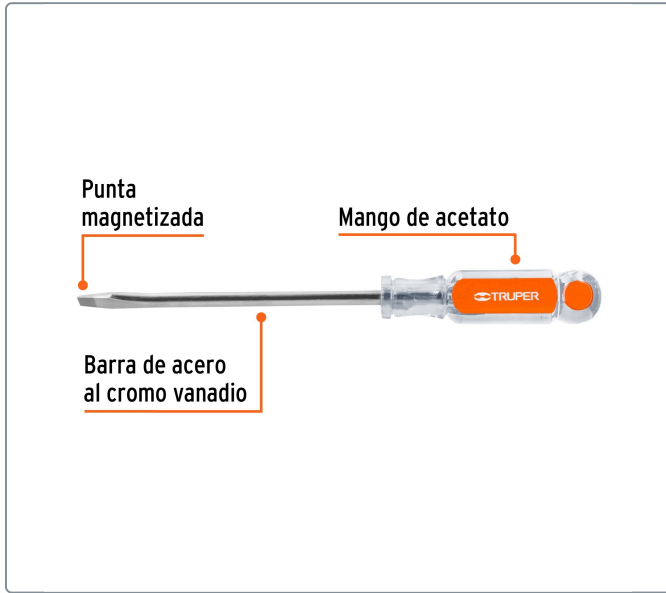 Punta
magnetizada
Mango de acetato
TRUPER
Barra de acero
al cromo vanadio